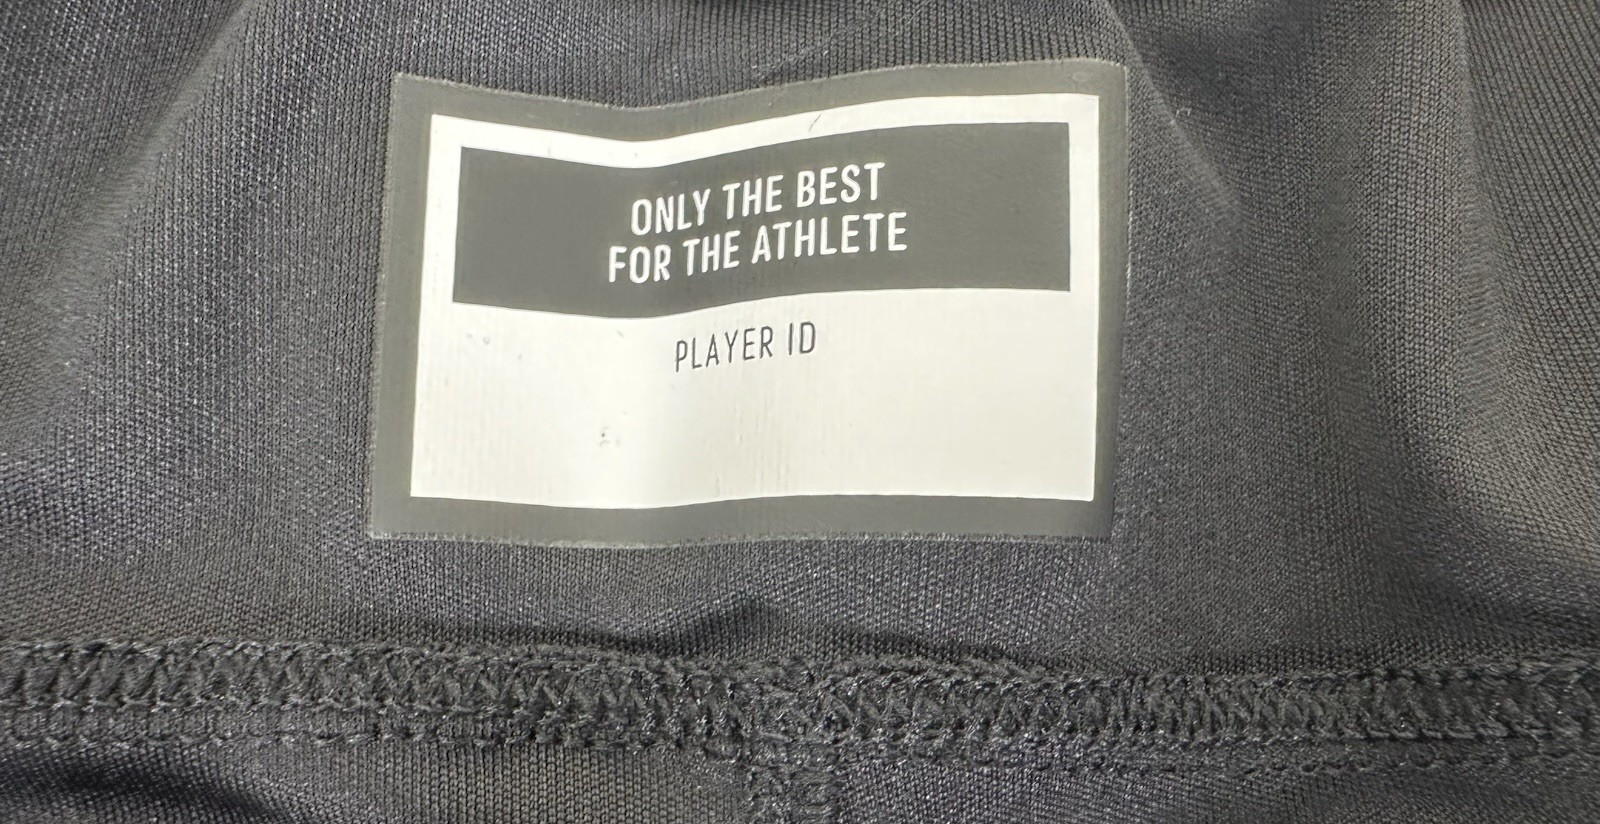 ONLY THE BEST
FOR THE ATHLETE
PLAYER ID